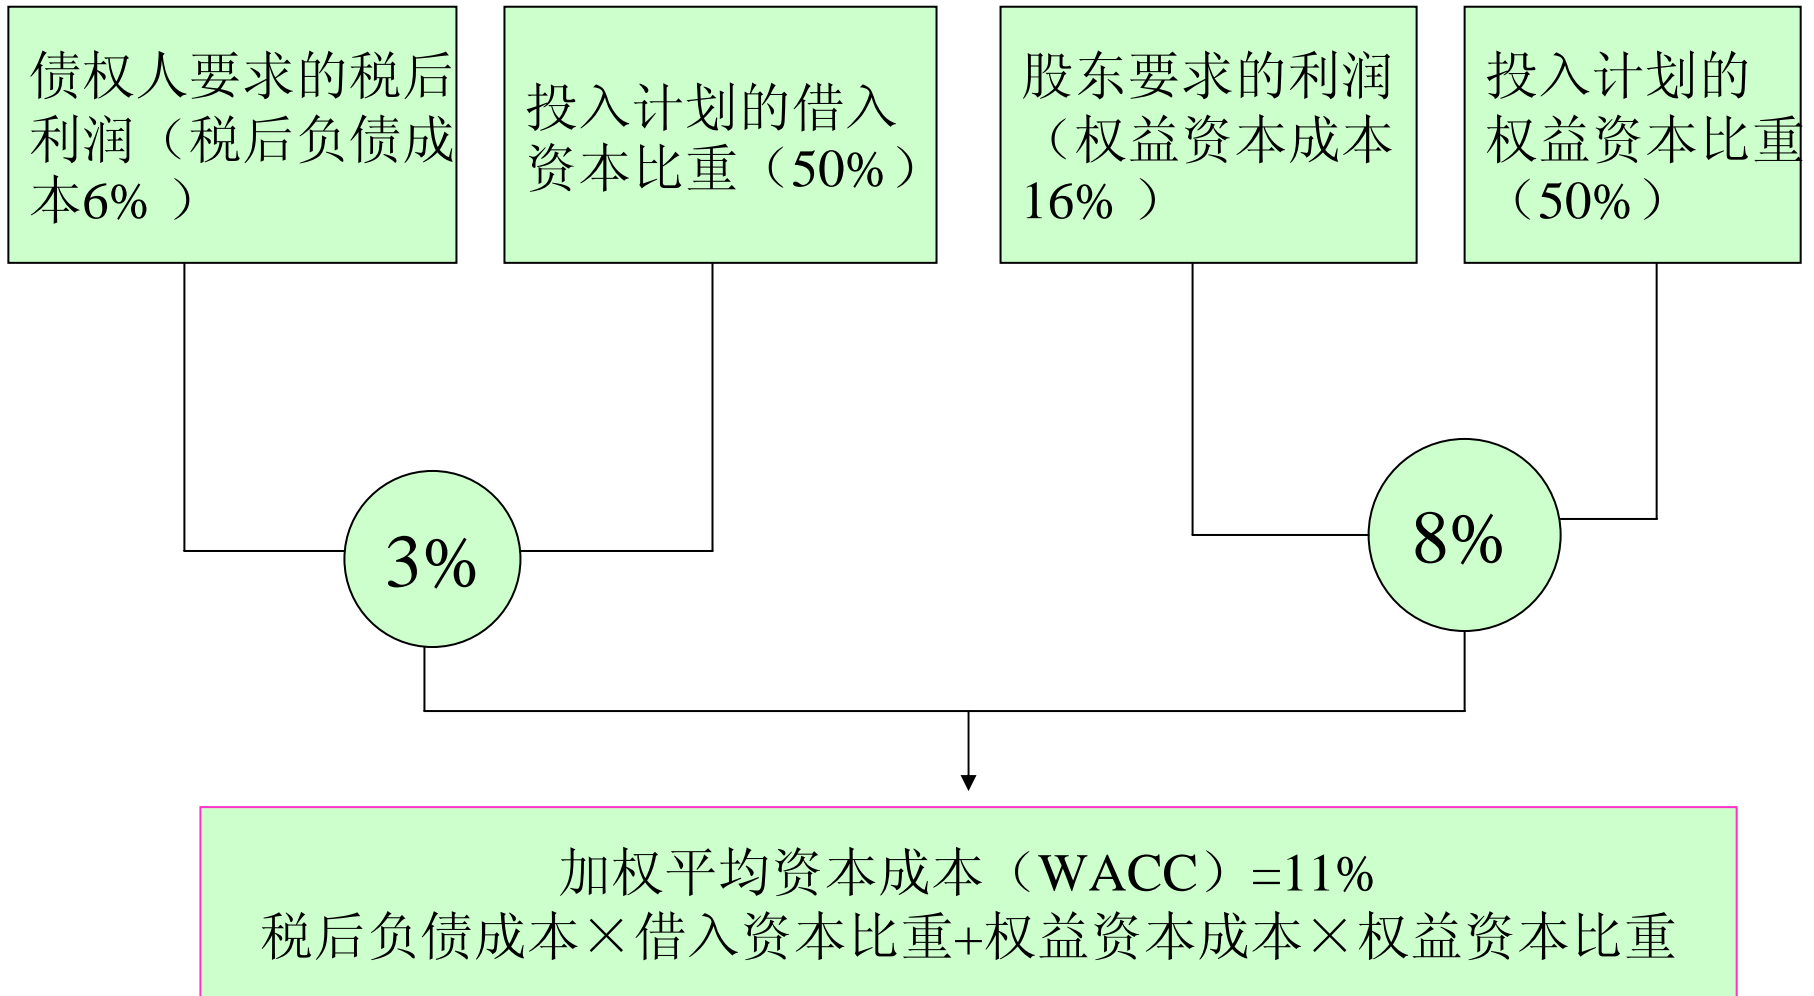 债权人要求的税后
利润（税后负债成
本6% ）
投入计划的借入
资本比重（50%）
股东要求的利润
（权益资本成本
16% ）
投入计划的
权益资本比重
（50%）
3%
8%
加权平均资本成本（WACC）=11%
税后负债成本×借入资本比重+权益资本成本×权益资本比重